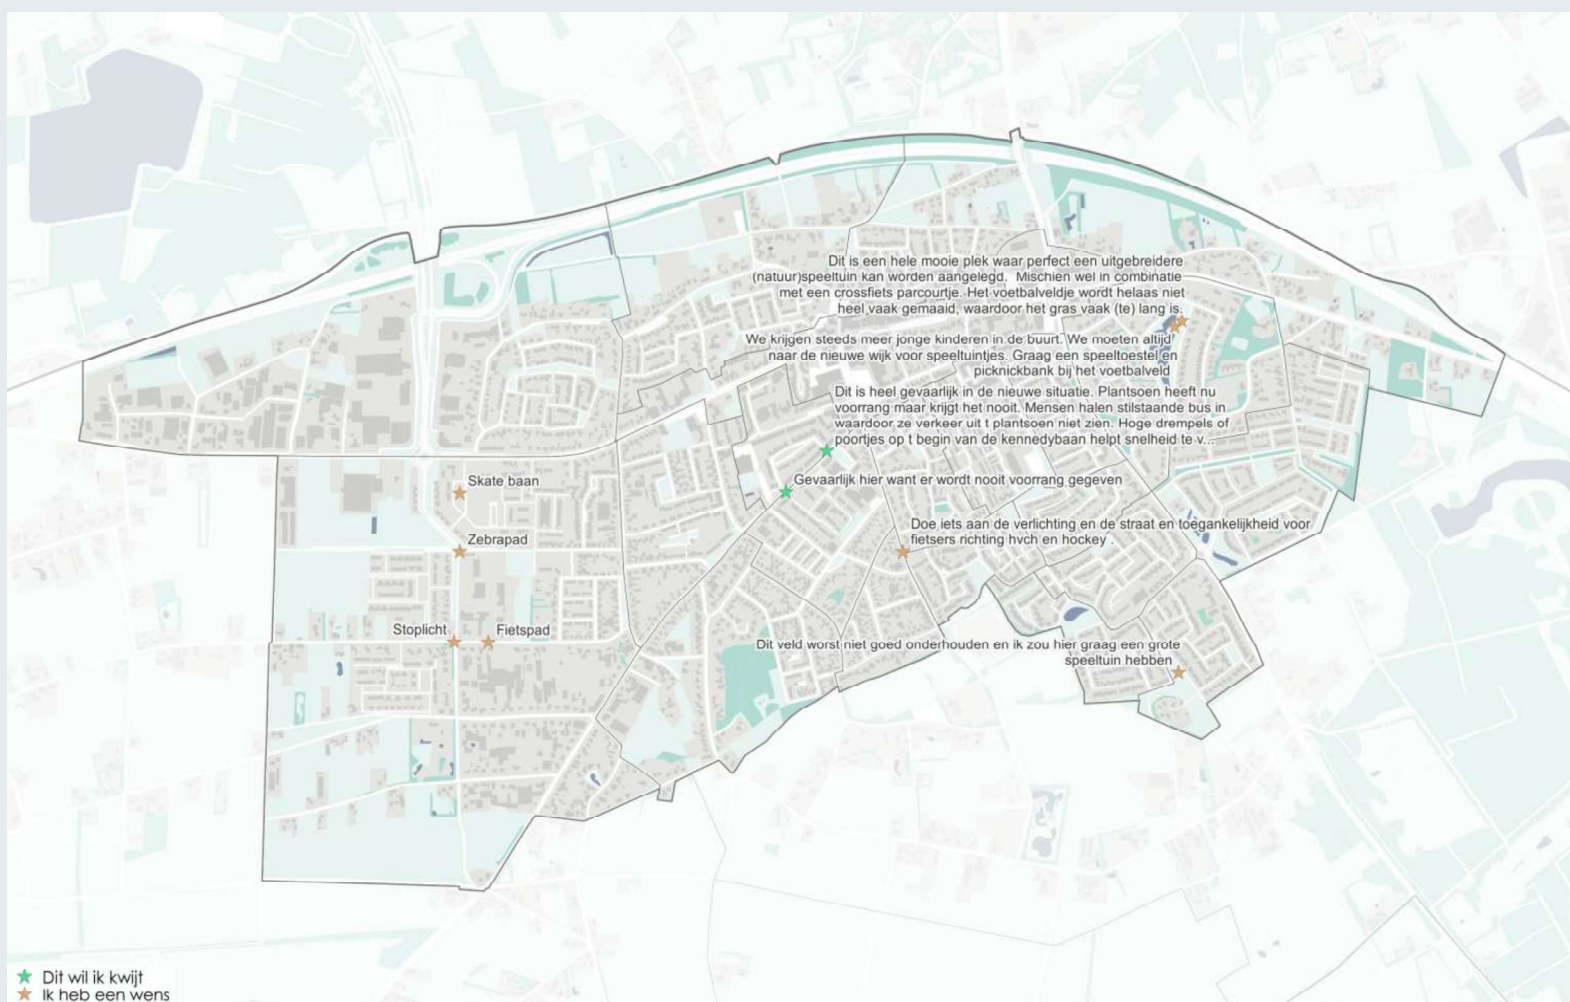 Dit is een hele mooie plek waar perfect een uitgebreidere
(natuur)speeltuin kan worden aangelegd. Mischien wel in combinatie
met een crossfiets parcourtje. Het voetbalveldje wordt helaas niet
heel vaak gemaaid, waardoor het gras vaak (te) lang is.
We krijgen steeds meer jonge kinderen in de buurt. We moeten altijd
naar de nieuwe wijk voor speeltuintjes. Graag een speeltoestel en
picknickbank bij het voetbalveld
Dit is heel gevaarlijk in de nieuwe situatie. Plantsoen heeft nu
voorrang maar krijgt het nooit. Mensen halen stilstaande bus in
waardoor ze verkeer uit t plantsoen niet zien. Hoge drempels of
poortjes op t begin van de kennedybaan helpt snelheid te v...
Skate baan
Gevaarlijk hier want er wordt nooit voorrang gegeven
Zebrapad
Doe iets aan de verlichting en de straat en toegankelijkheid voor
fietsers richting hvch en hockey .
Stoplicht
Fietspad
Dit veld worst niet goed onderhouden en ik zou hier graag een grote
speeltuin hebben
Dit wil ik kwijt
Ik heb een wens